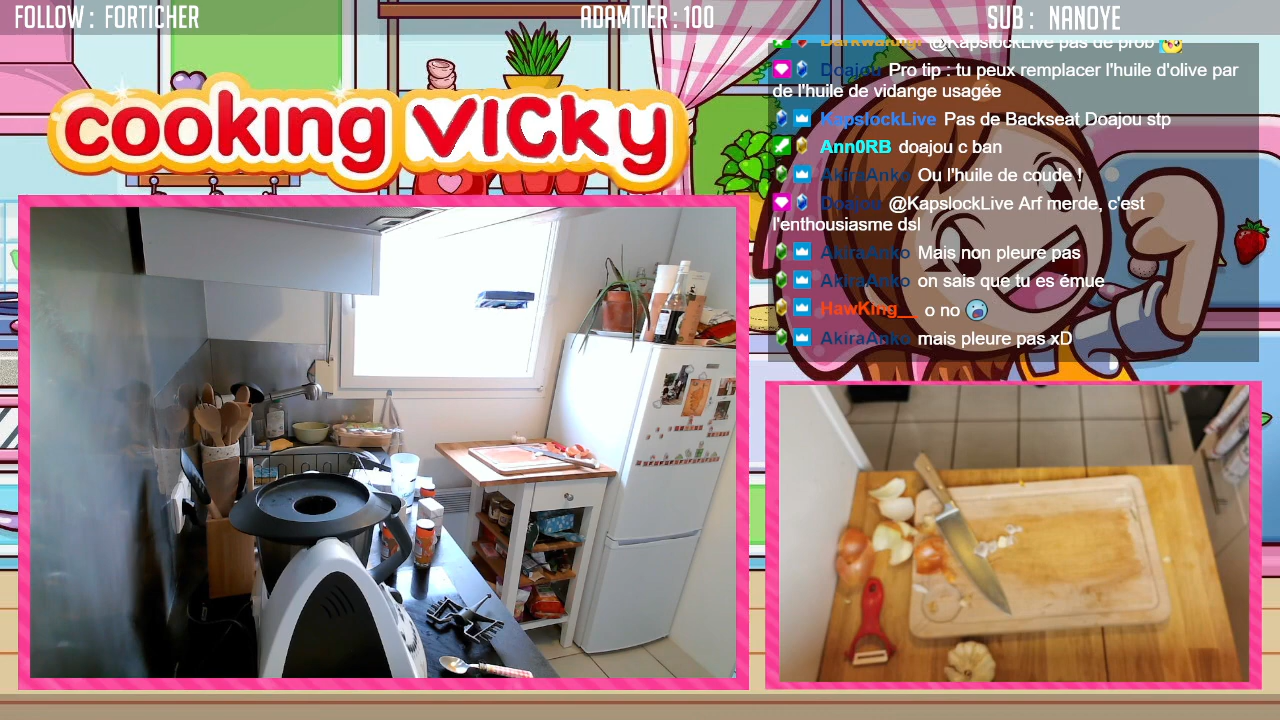 FOLLOW : FORTICHER
ADAMTIER : 100
SUB : NANOYE
cooking VICKY
@KapslockLive pas de prob
Doajou Pro tip : tu peux remplacer l'huile d'olive par
de l'huile de vidange usagée
KapslockLive Pas de Backseat Doajou stp
Ann0RB doajou c ban
AkiraAnko Ou l'huile de coude !
Doajou @KapslockLive Arf merde, c'est
l'enthousiasme dsl
AkiraAnko Mais non pleure pas
AkiraAnko on sais que tu es émue
HawKing__ o no
AkiraAnko mais pleure pas xD